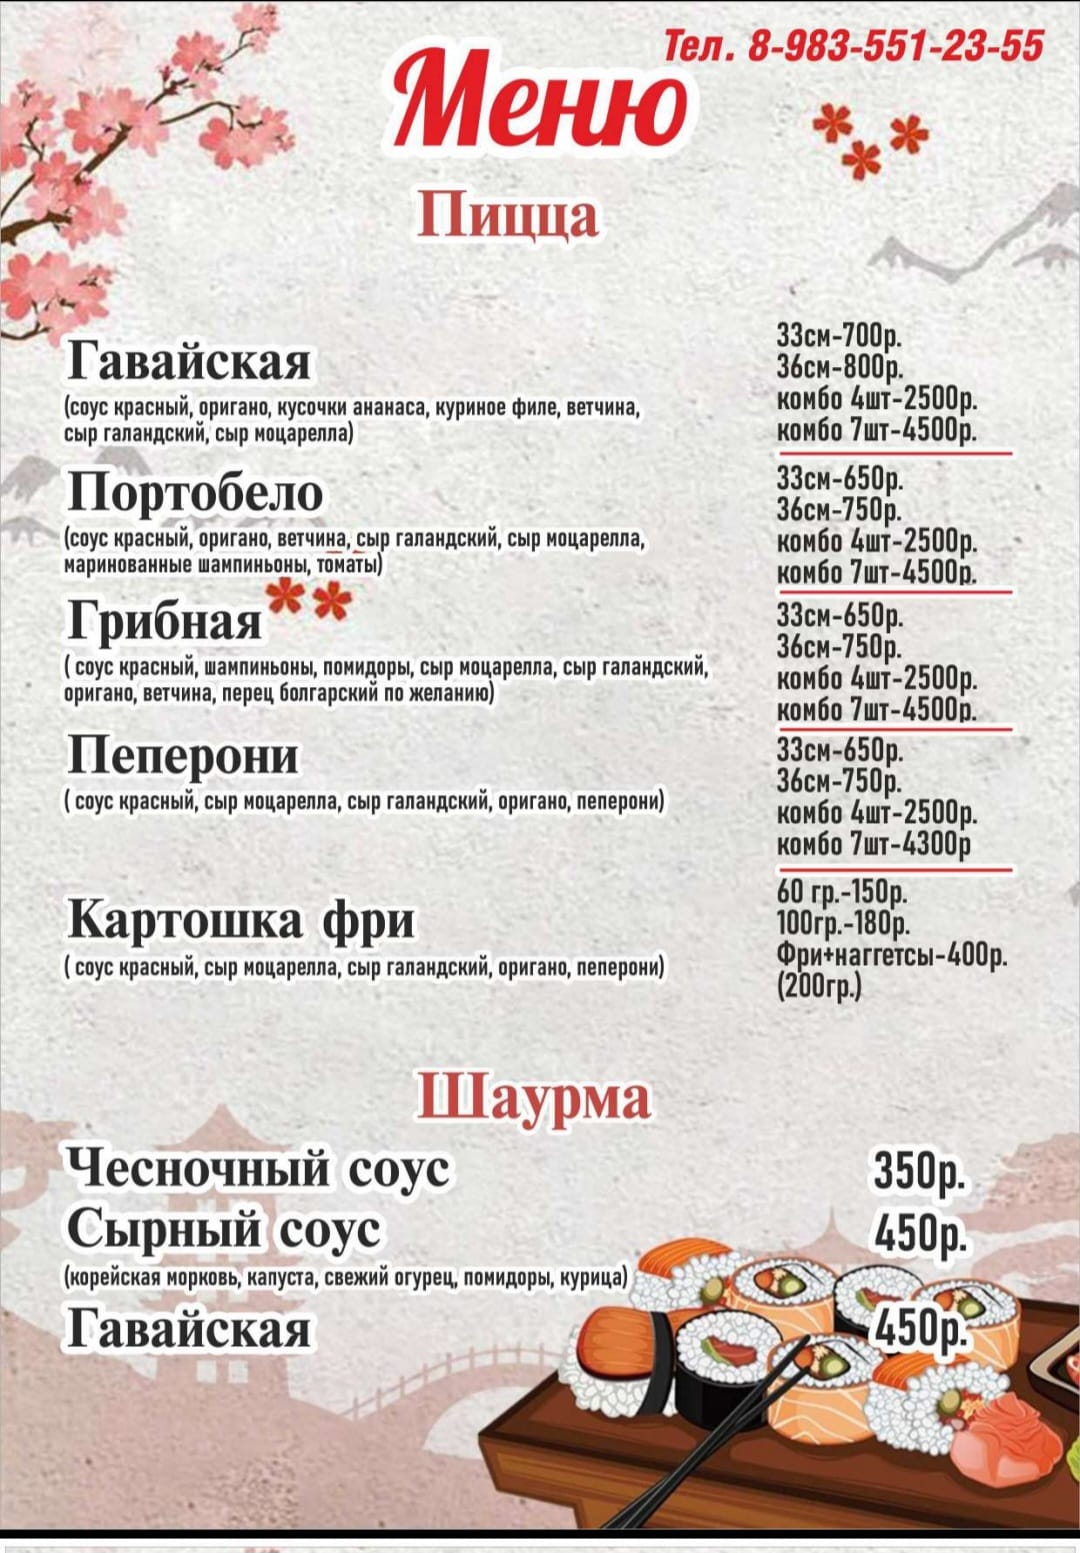 Тел. 8-983-551-23-55
Меню
Пицца
Гавайская
(соус красный, оригано, кусочки ананаса, куриное филе, ветчина,
сыр галандский, сыр моцарелла)
33см-700р.
36см-800р.
комбо 4шт-2500р.
комбо 7шт-4500р.
Портобело
(соус красный, оригано, ветчина, сыр галандский, сыр моцарелла,
маринованные шампиньоны, томаты)
33см-650р.
36см-750р.
комбо 4шт-2500р.
комбо 7шт-4500р.
Грибная
( соус красный, шампиньоны, помидоры, сыр моцарелла, сыр галандский,
оригано, ветчина, перец болгарский по желанию)
33см-650р.
36см-750р.
комбо 4шт-2500р.
комбо 7шт-4500р.
Пеперони
( соус красный, сыр моцарелла, сыр галандский, оригано, пеперони)
33см-650р.
36см-750р.
комбо 4шт-2500р.
комбо 7шт-4300р
Картошка фри
( соус красный, сыр моцарелла, сыр галандский, оригано, пеперони)
60 гр.-150р.
100гр.-180р.
Фри+наггетсы-400р.
(200гр.)
Шаурма
Чесночный соус 350р.
Сырный соус 450р.
(корейская морковь, капуста, свежий огурец, помидоры, курица)
Гавайская 450р.